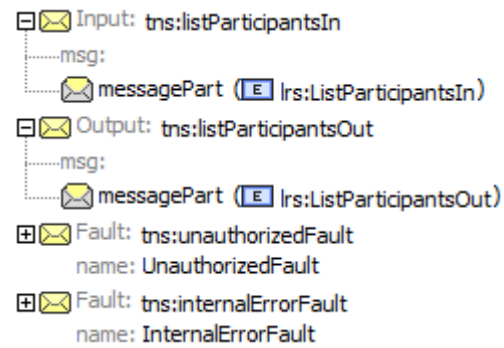 Input: tns:listParticipantsIn
msg:
messagePart (E lrs:ListParticipantsIn)
Output: tns:listParticipantsOut
msg:
messagePart (E lrs:ListParticipantsOut)
Fault: tns:unauthorizedFault
name: UnauthorizedFault
Fault: tns:internalErrorFault
name: InternalErrorFault